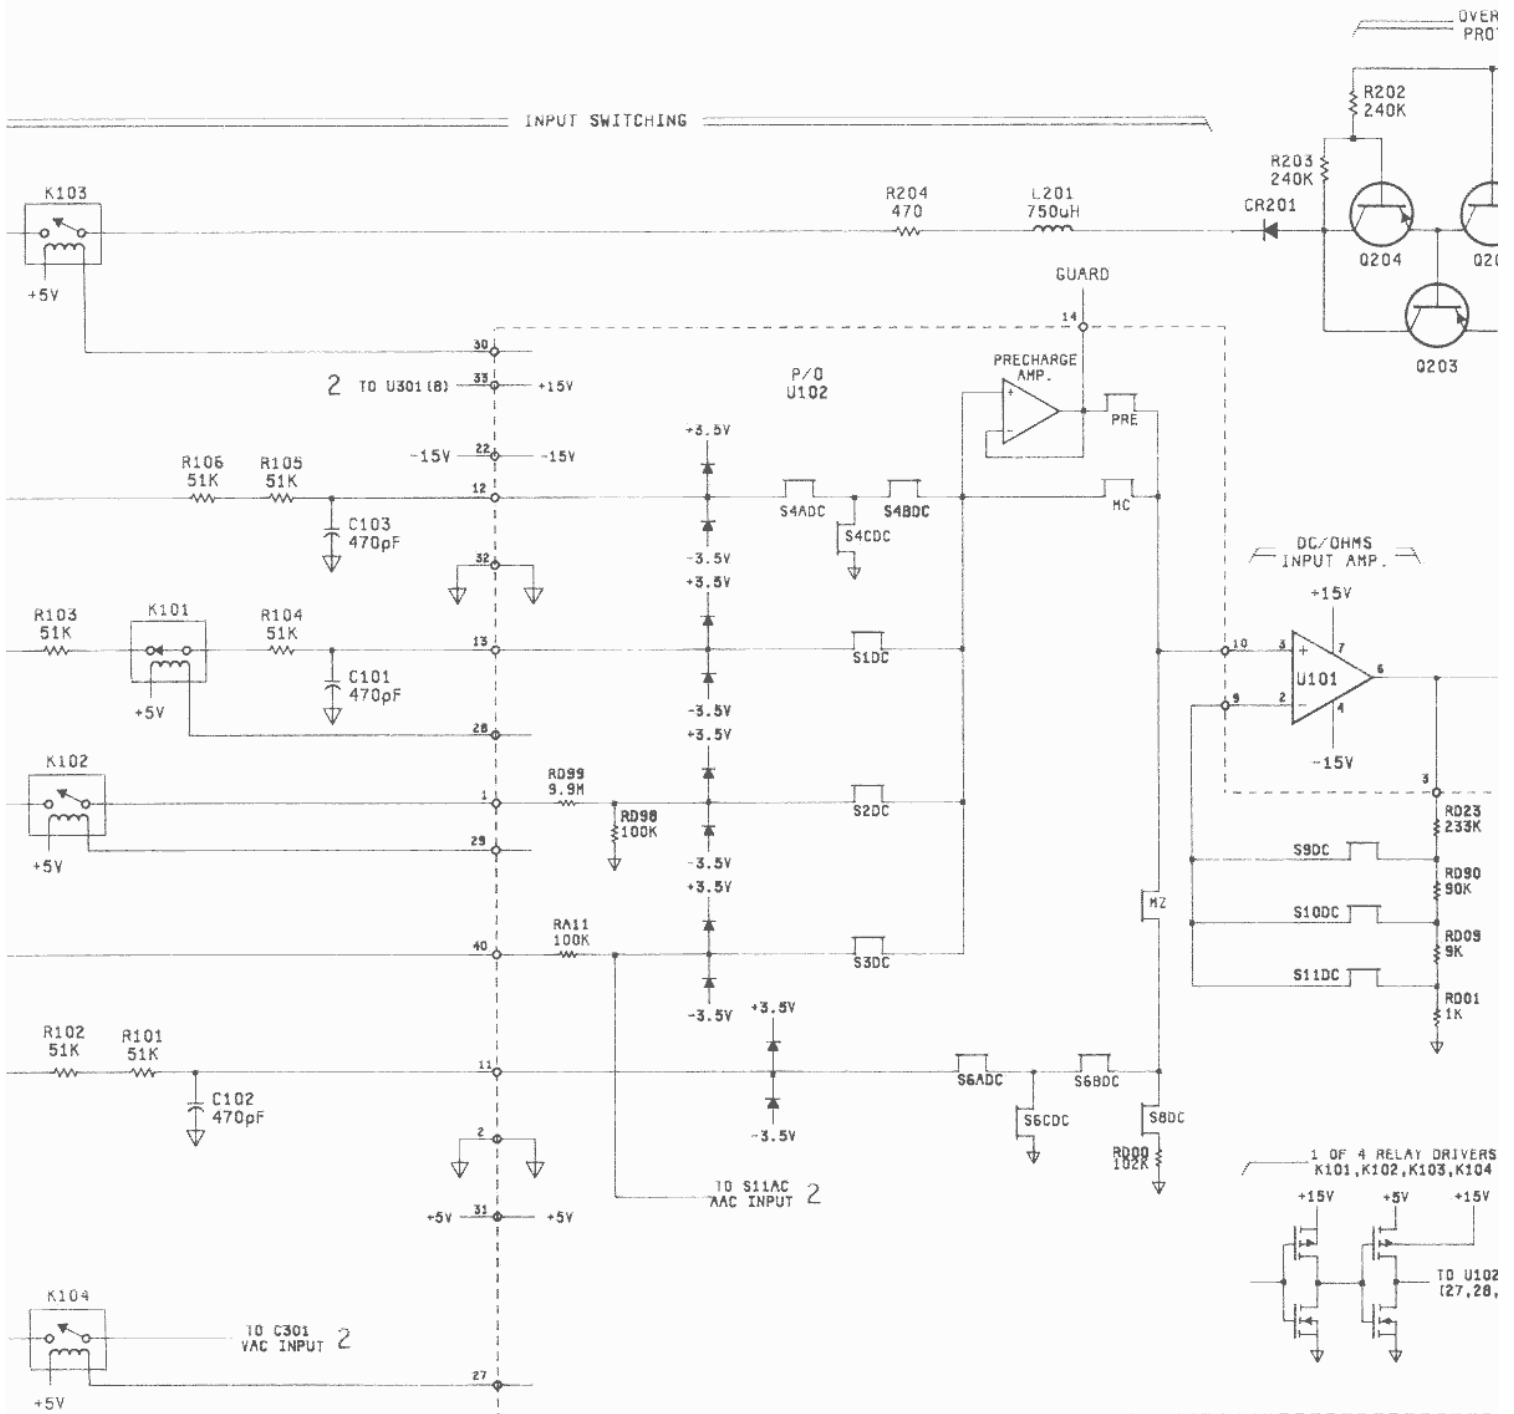 OVER
PRO
R202
240K
INPUT SWITCHING
R203
240K
K103
R204
470
L201
750uH
CR201
Q204
Q20
+5V
GUARD
14
30
PRECHARGE
AMP.
Q203
2 TO U301(8)
33
+15V
P/O
U102
+
-
PRE
+3.5V
-15V
22
-15V
R106
51K
R105
51K
12
C103
470pF
S4ADC
S4BDC
MC
S4CDC
-3.5V
32
+3.5V
DC/OHMS
INPUT AMP.
+15V
R103
51K
K101
R104
51K
13
S1DC
10
3
+
7
U101
6
C101
470pF
+5V
-3.5V
9
2
-
4
28
+3.5V
-15V
K102
RD99
9.9M
3
1
S2DC
RD98
100K
RD23
233K
29
+5V
-3.5V
S9DC
+3.5V
RD90
90K
MZ
S10DC
RA11
100K
40
S3DC
RD09
9K
S11DC
-3.5V
+3.5V
RD01
1K
R102
51K
R101
51K
11
S6ADC
S6BDC
C102
470pF
S6CDC
S8DC
2
-3.5V
RD00
102K
1 OF 4 RELAY DRIVERS
K101,K102,K103,K104
TO S11AC
AAC INPUT 2
+15V
+5V
+15V
+5V
31
+5V
TO U102
(27,28,
K104
TO C301
VAC INPUT 2
27
+5V